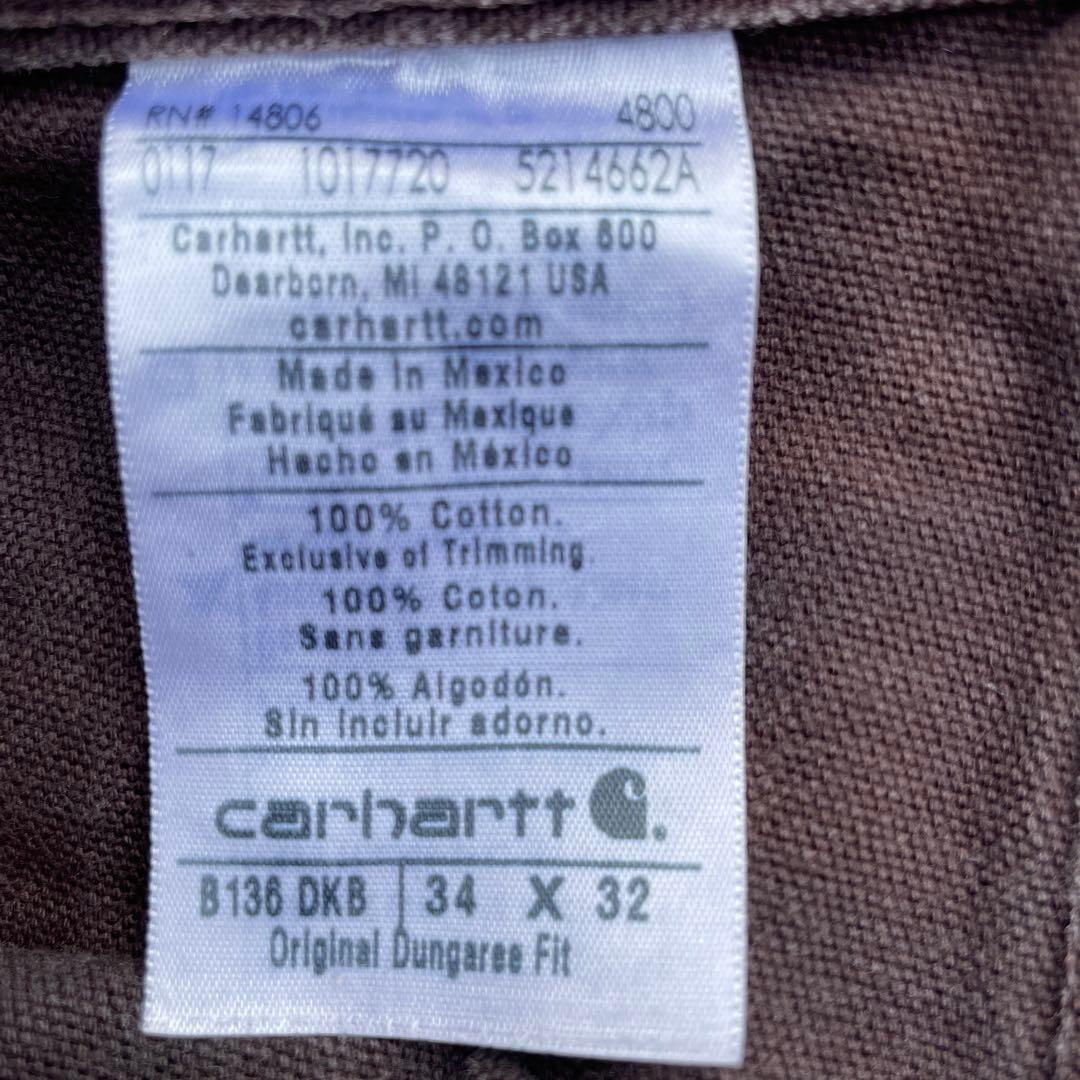 RN# 14806 4800
0117 1017720 5214662A
Carhartt, Inc. P. O. Box 600
Dearborn, MI 48121 USA
carhartt.com
Made In Mexico
Fabriqué au Mexique
Hecho en México
100% Cotton.
Exclusive of Trimming.
100% Coton.
Sans garniture.
100% Algodón.
Sin incluir adorno.
carhartt
B136 DKB 34 X 32
Original Dungaree Fit